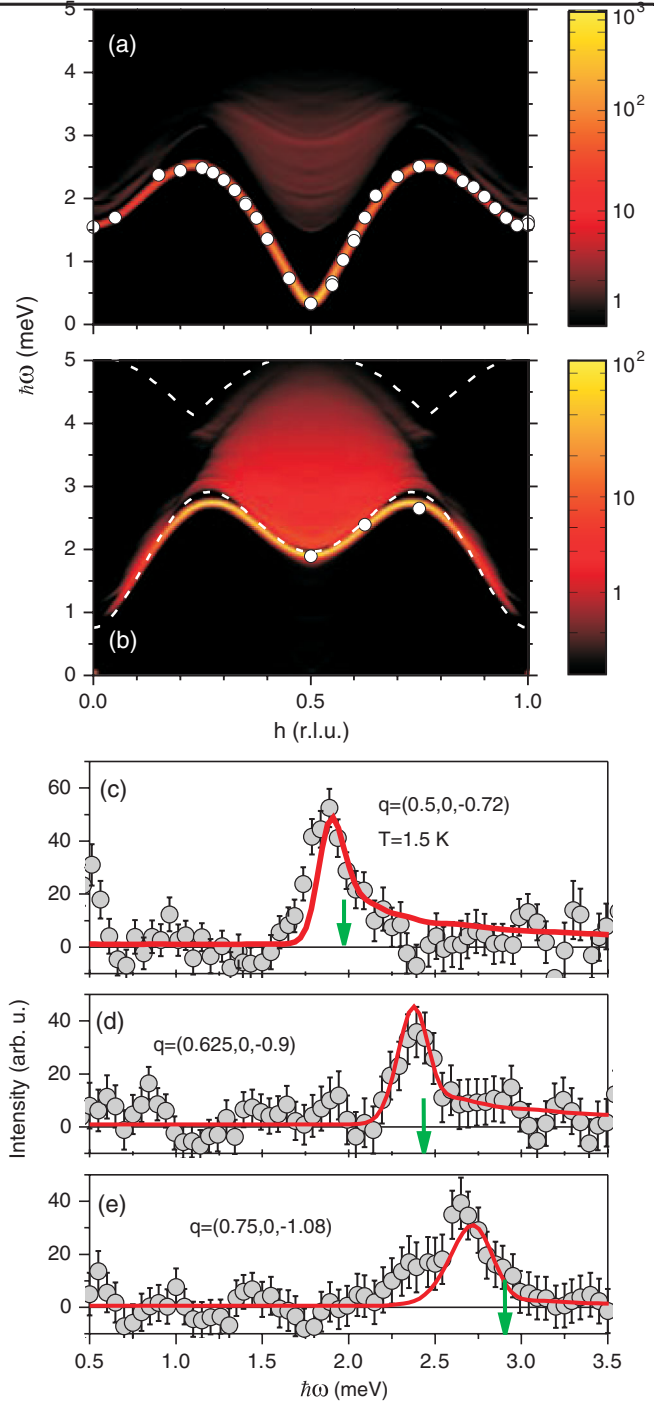 (a)
5
4
3
2
1
0
10³
10²
10
1
ħω (meV)
(b)
5
4
3
2
1
0
10²
10
1
0.0 0.5 1.0
h (r.l.u.)
(c)
60
40
20
0
q=(0.5,0,-0.72)
T=1.5 K
Intensity (arb. u.)
(d)
40
20
0
q=(0.625,0,-0.9)
(e)
40
20
0
q=(0.75,0,-1.08)
0.5 1.0 1.5 2.0 2.5 3.0 3.5
ħω (meV)